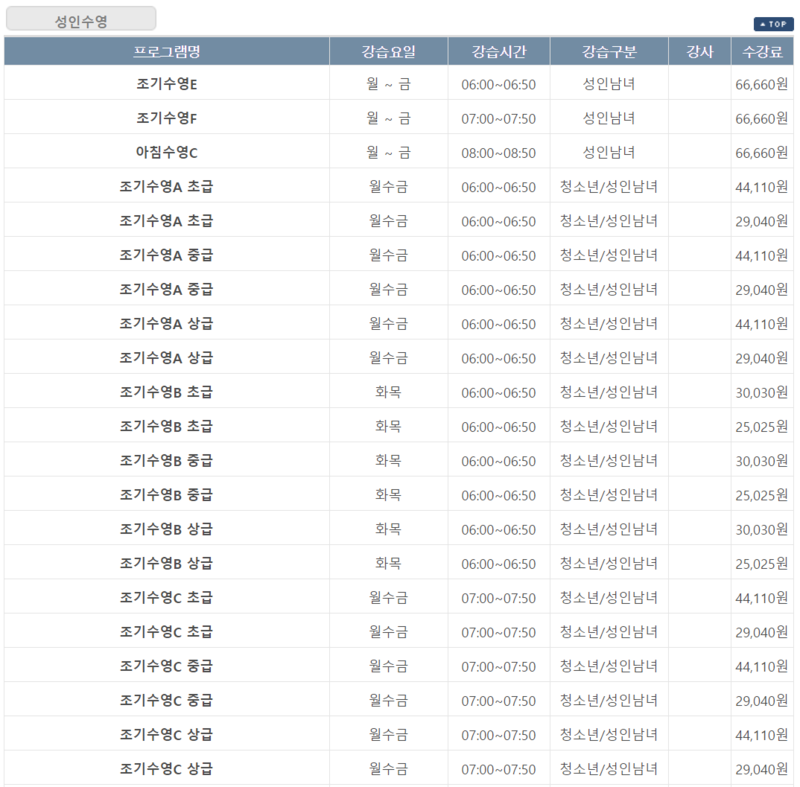 성인수영
▲ TOP
프로그램명 강습요일 강습시간 강습구분 강사 수강료
조기수영E 월 ~ 금 06:00~06:50 성인남녀 66,660원
조기수영F 월 ~ 금 07:00~07:50 성인남녀 66,660원
아침수영C 월 ~ 금 08:00~08:50 성인남녀 66,660원
조기수영A 초급 월수금 06:00~06:50 청소년/성인남녀 44,110원
조기수영A 초급 월수금 06:00~06:50 청소년/성인남녀 29,040원
조기수영A 중급 월수금 06:00~06:50 청소년/성인남녀 44,110원
조기수영A 중급 월수금 06:00~06:50 청소년/성인남녀 29,040원
조기수영A 상급 월수금 06:00~06:50 청소년/성인남녀 44,110원
조기수영A 상급 월수금 06:00~06:50 청소년/성인남녀 29,040원
조기수영B 초급 화목 06:00~06:50 청소년/성인남녀 30,030원
조기수영B 초급 화목 06:00~06:50 청소년/성인남녀 25,025원
조기수영B 중급 화목 06:00~06:50 청소년/성인남녀 30,030원
조기수영B 중급 화목 06:00~06:50 청소년/성인남녀 25,025원
조기수영B 상급 화목 06:00~06:50 청소년/성인남녀 30,030원
조기수영B 상급 화목 06:00~06:50 청소년/성인남녀 25,025원
조기수영C 초급 월수금 07:00~07:50 청소년/성인남녀 44,110원
조기수영C 초급 월수금 07:00~07:50 청소년/성인남녀 29,040원
조기수영C 중급 월수금 07:00~07:50 청소년/성인남녀 44,110원
조기수영C 중급 월수금 07:00~07:50 청소년/성인남녀 29,040원
조기수영C 상급 월수금 07:00~07:50 청소년/성인남녀 44,110원
조기수영C 상급 월수금 07:00~07:50 청소년/성인남녀 29,040원